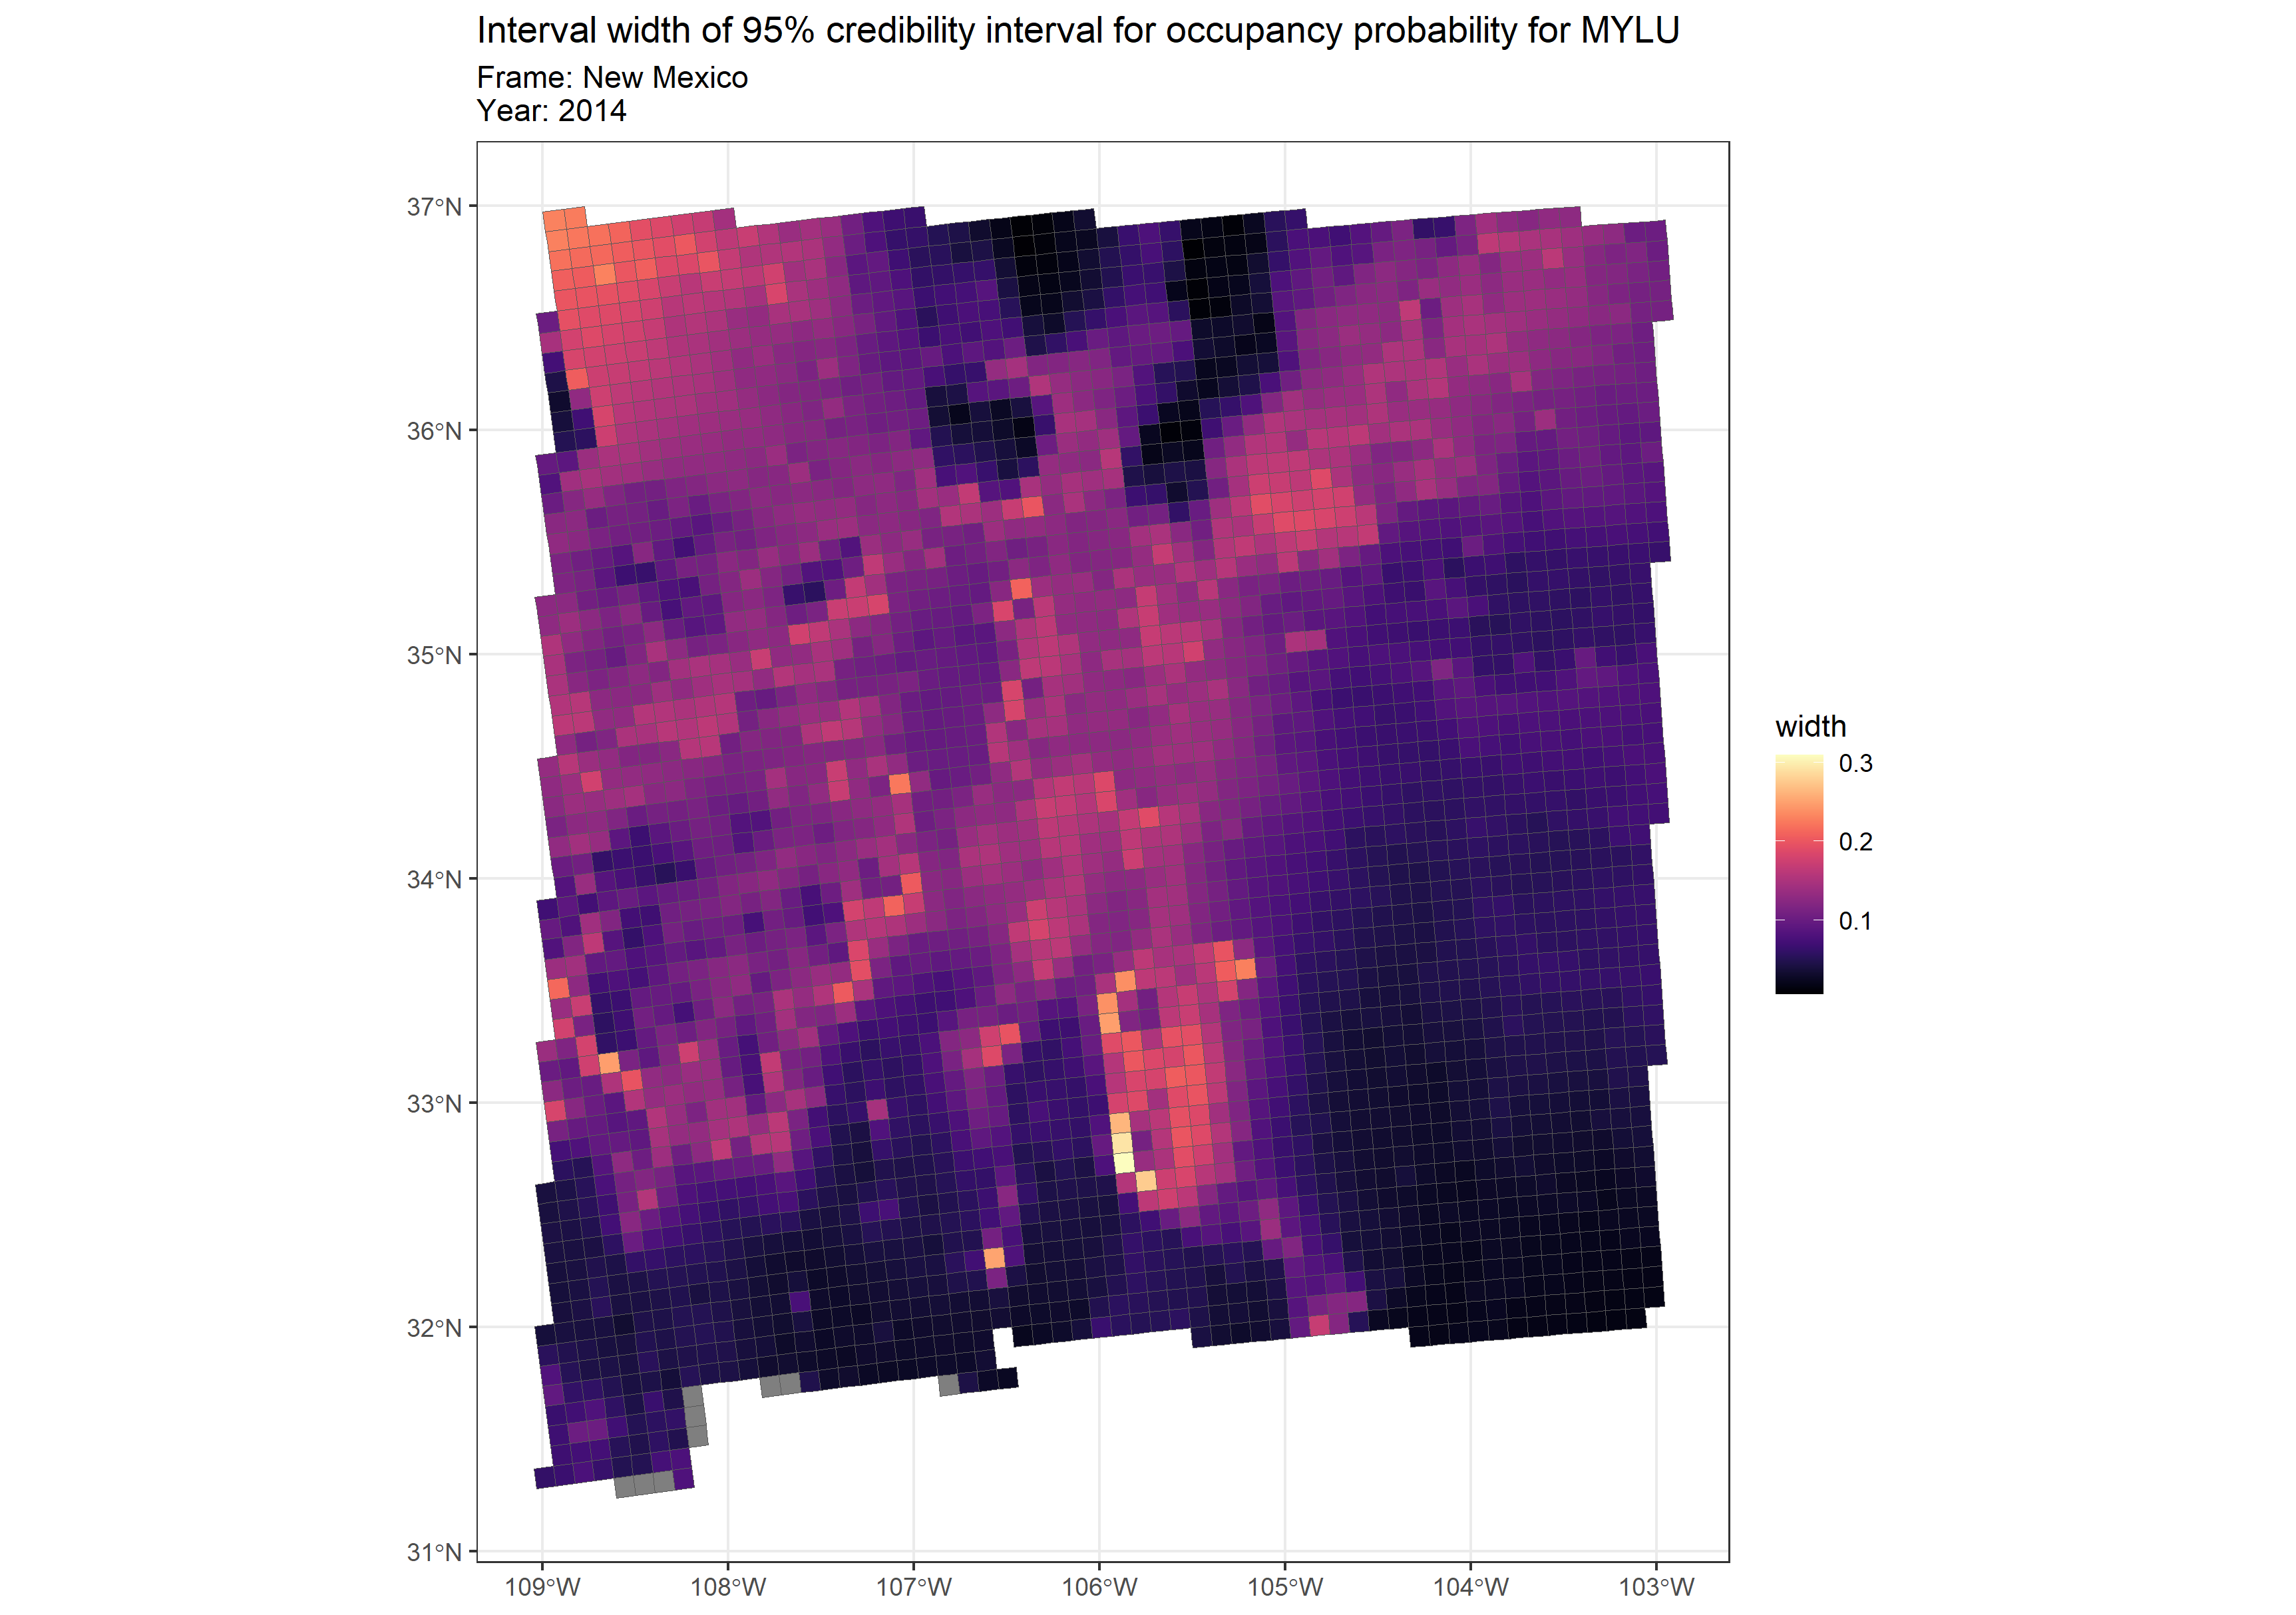 Interval width of 95% credibility interval for occupancy probability for MYLU
Frame: New Mexico
Year: 2014
37°N
36°N
35°N
34°N
33°N
32°N
31°N
109°W
108°W
107°W
106°W
105°W
104°W
103°W
width
0.3
0.2
0.1